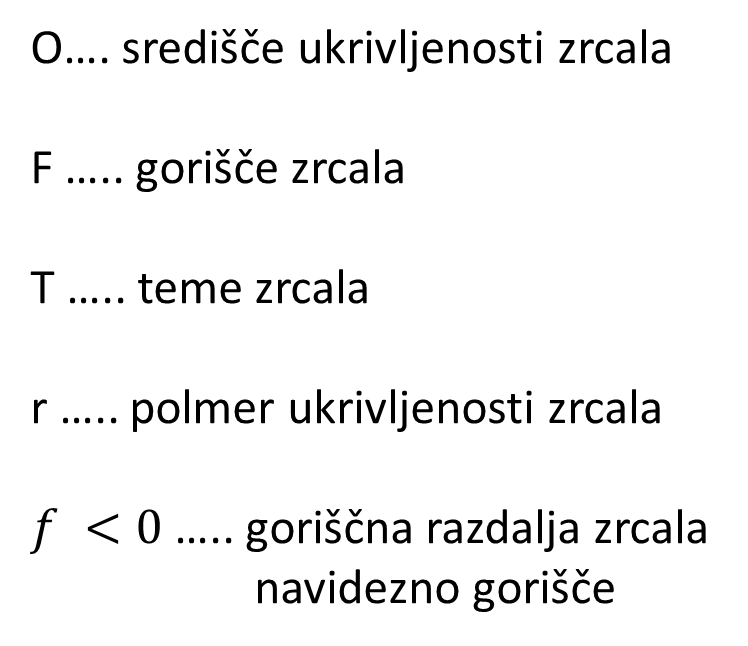 O.... središče ukrivljenosti zrcala
F ..... gorišče zrcala
T ..... teme zrcala
r ..... polmer ukrivljenosti zrcala
f < 0 ..... goriščna razdalja zrcala
navidezno gorišče